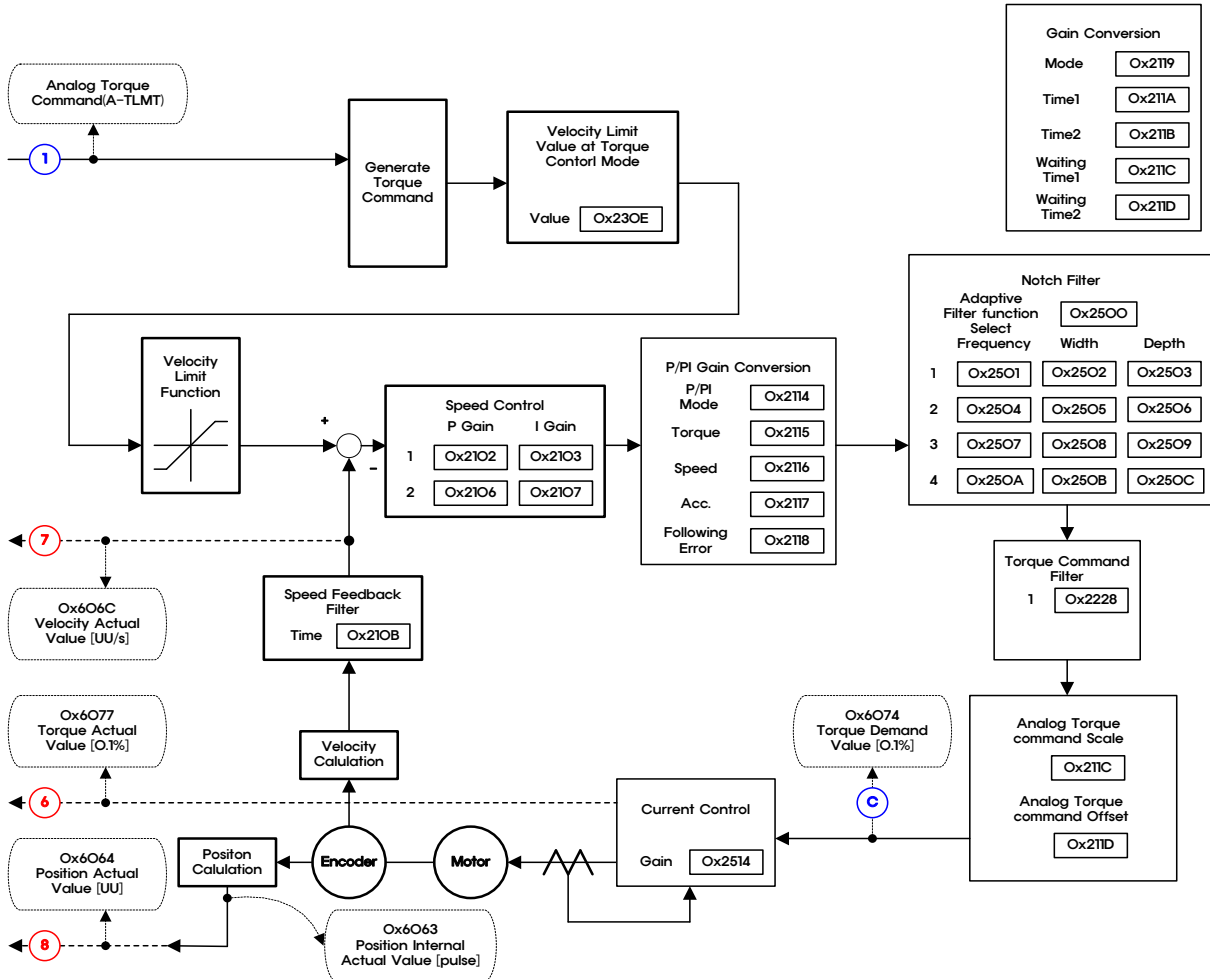 Gain Conversion
Mode 0x2119
Time1 0x211A
Time2 0x211B
Waiting
Time1 0x211C
Waiting
Time2 0x211D
Analog Torque
Command(A-TLMT)
1
Generate
Torque
Command
Velocity Limit
Value at Torque
Contorl Mode
Value 0x230E
Notch Filter
Adaptive
Filter function
Select
0x2500
Frequency Width Depth
1 0x2501 0x2502 0x2503
2 0x2504 0x2505 0x2506
3 0x2507 0x2508 0x2509
4 0x250A 0x250B 0x250C
Velocity
Limit
Function
+
-
Speed Control
P Gain I Gain
1 0x2102 0x2103
2 0x2106 0x2107
P/PI Gain Conversion
P/PI
Mode 0x2114
Torque 0x2115
Speed 0x2116
Acc. 0x2117
Following
Error 0x2118
7
0x606C
Velocity Actual
Value [UU/s]
Speed Feedback
Filter
Time 0x210B
Torque Command
Filter
1 0x2228
0x6077
Torque Actual
Value [0.1%]
Velocity
Calulation
0x6074
Torque Demand
Value [0.1%]
Analog Torque
command Scale
0x211C
Analog Torque
command Offset
0x211D
6
C
Current Control
Gain 0x2514
0x6064
Position Actual
Value [UU]
Positon
Calulation
Encoder
Motor
8
0x6063
Position Internal
Actual Value [pulse]